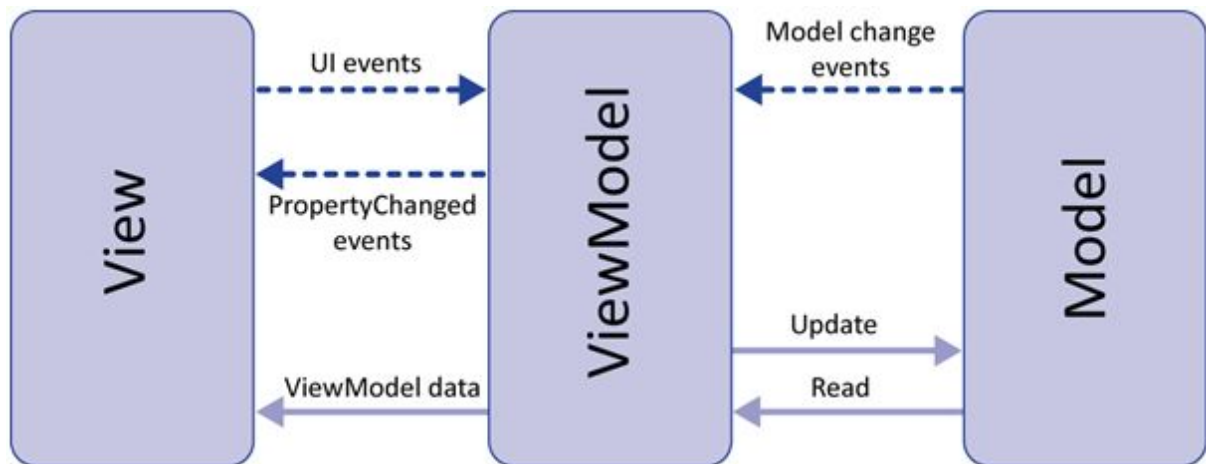 View
UI events
PropertyChanged
events
ViewModel data
ViewModel
Model change
events
Update
Read
Model